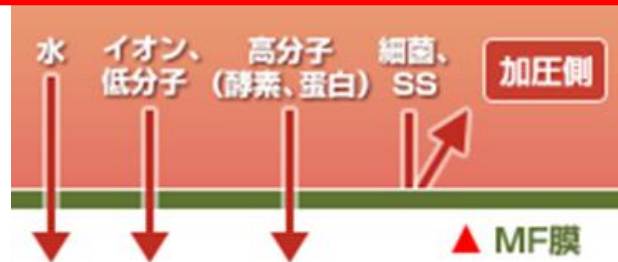 水
イオン、
低分子
高分子
(酵素、蛋白)
細菌、
SS
加圧側
▲ MF膜